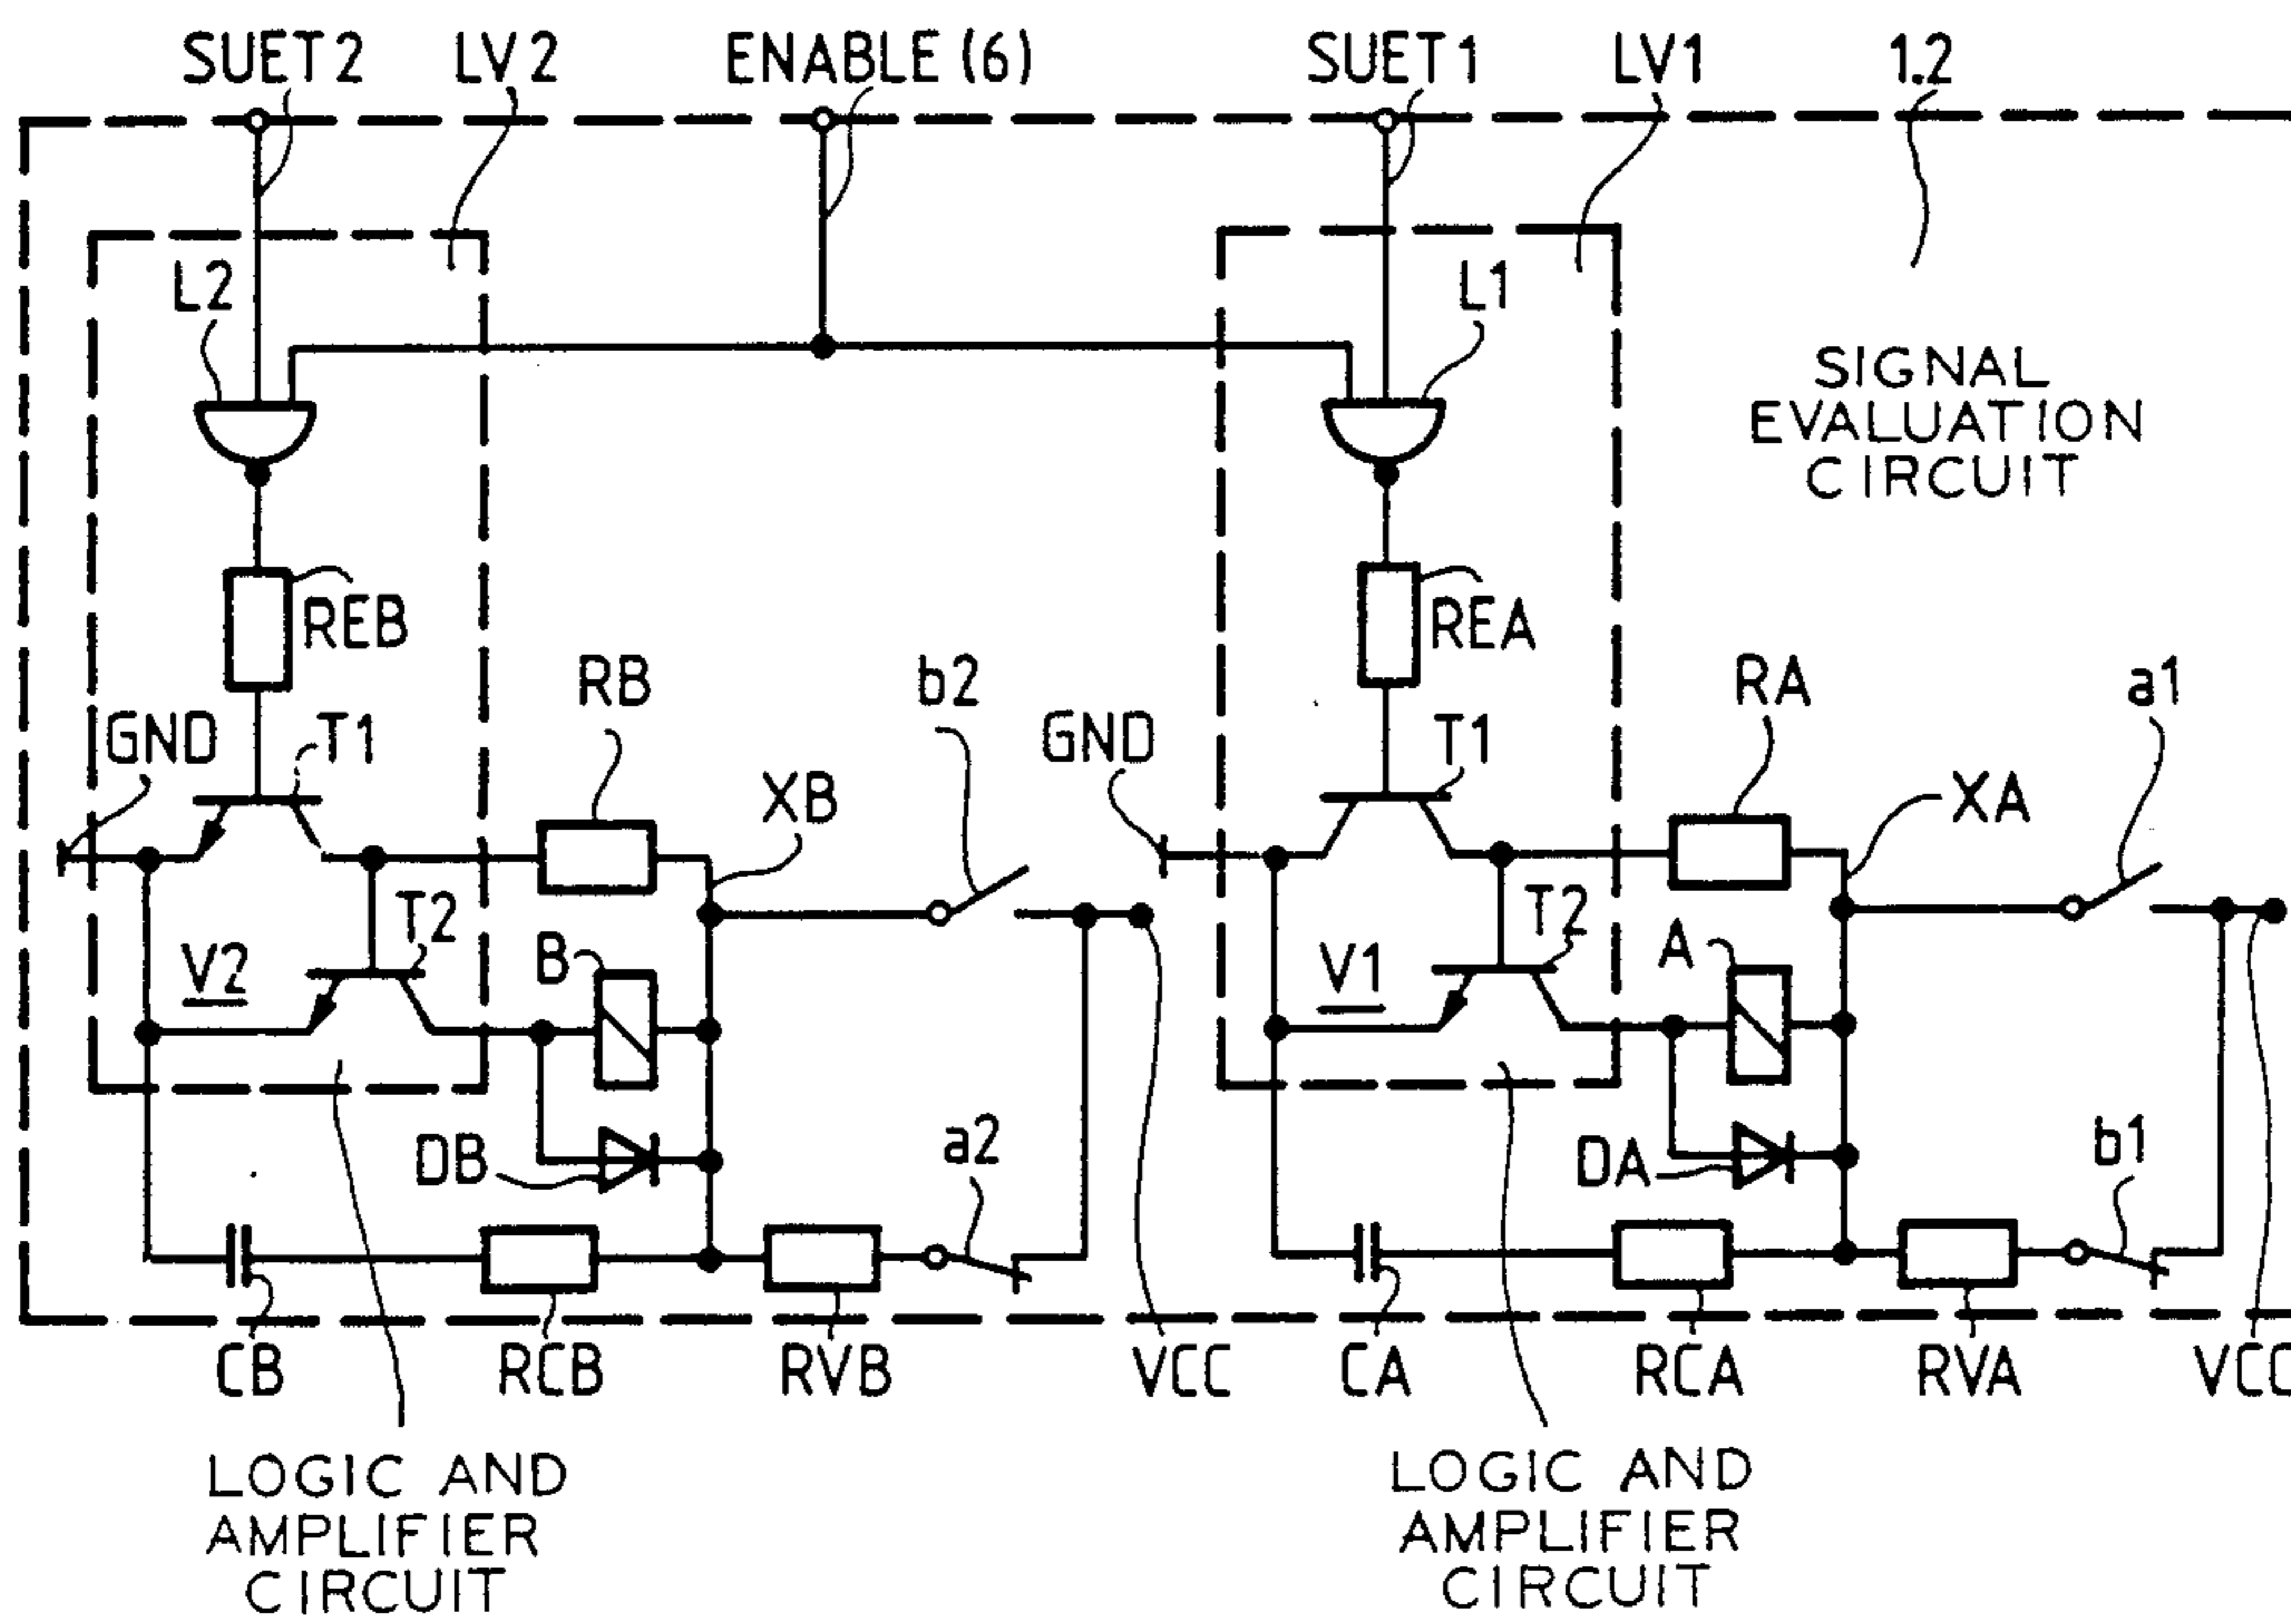 SUET2 LV2 ENABLE (6) SUET1 LV1 1.2
L2 L1
SIGNAL
EVALUATION
CIRCUIT
REB REA
RB b2 RA a1
GND T1 GND T1
XB XA
T2 T2
V2 B V1 A
DB a2 DA b1
CB RCB RVB VCC CA RCA RVA VCC
LOGIC AND
AMPLIFIER
CIRCUIT
LOGIC AND
AMPLIFIER
CIRCUIT